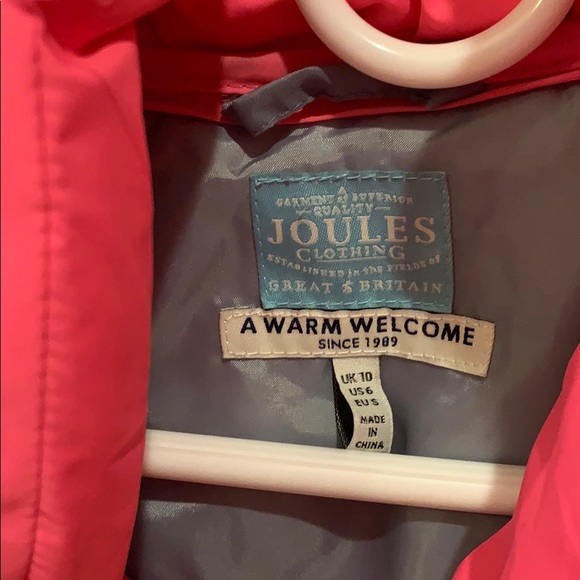 A
GARMENT of SUPERIOR
QUALITY
JOULES
CLOTHING
ESTABLISHED in the FIELDS of
GREAT & BRITAIN
A WARM WELCOME
SINCE 1989
UK 10
US 6
EU S
MADE
IN
CHINA